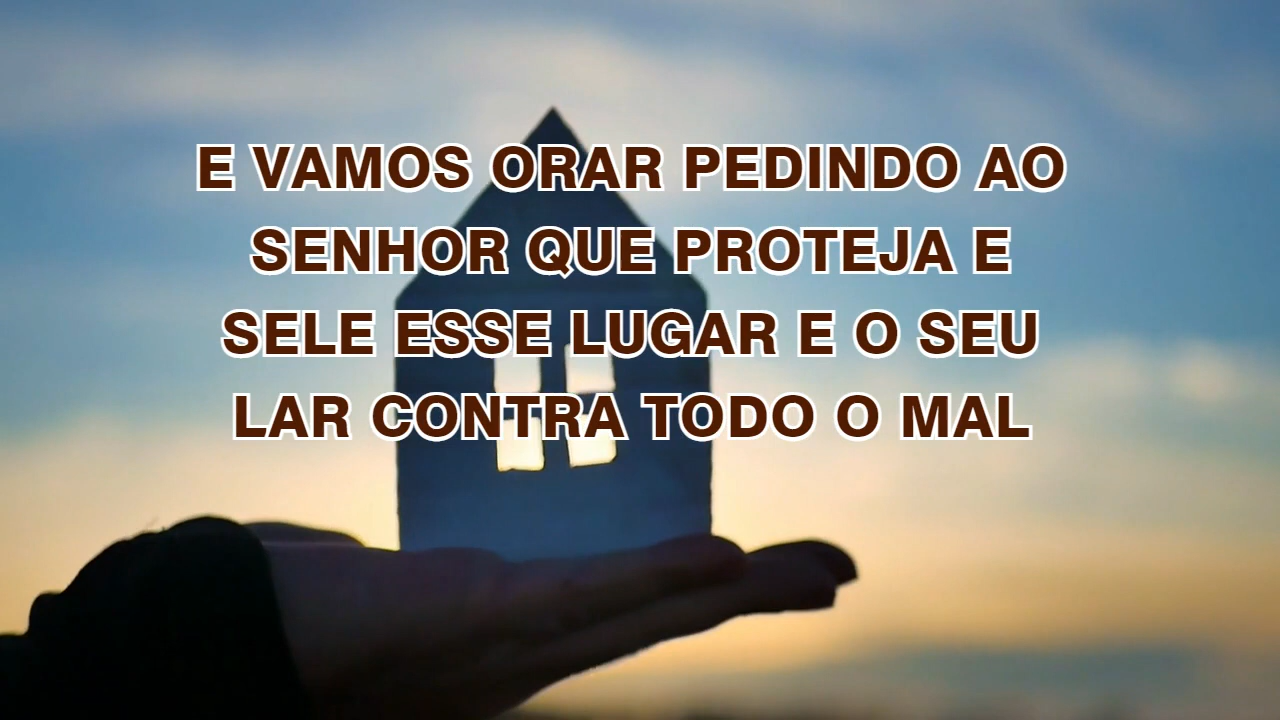 E VAMOS ORAR PEDINDO AO
SENHOR QUE PROTEJA E
SELE ESSE LUGAR E O SEU
LAR CONTRA TODO O MAL